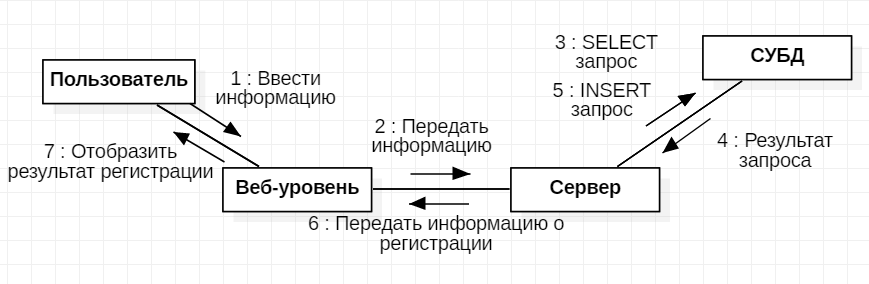 3 : SELECT
запрос
СУБД
Пользователь
1 : Ввести
информацию
5 : INSERT
запрос
2 : Передать
информацию
4 : Результат
запроса
7 : Отобразить
результат регистрации
Веб-уровень
Сервер
6 : Передать информацию о
регистрации